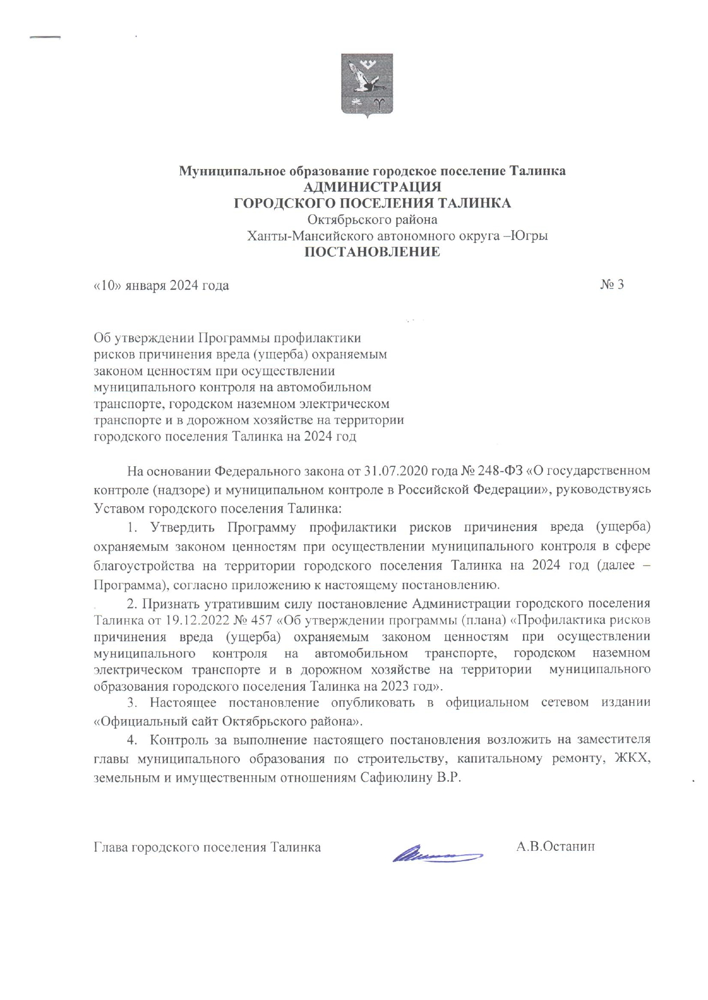 Муниципальное образование городское поселение Талинка
АДМИНИСТРАЦИЯ
ГОРОДСКОГО ПОСЕЛЕНИЯ ТАЛИНКА
Октябрьского района
Ханты-Мансийского автономного округа –Югры
ПОСТАНОВЛЕНИЕ
«10» января 2024 года № 3
Об утверждении Программы профилактики
рисков причинения вреда (ущерба) охраняемым
законом ценностям при осуществлении
муниципального контроля на автомобильном
транспорте, городском наземном электрическом
транспорте и в дорожном хозяйстве на территории
городского поселения Талинка на 2024 год
На основании Федерального закона от 31.07.2020 года № 248-ФЗ «О государственном
контроле (надзоре) и муниципальном контроле в Российской Федерации», руководствуясь
Уставом городского поселения Талинка:
1. Утвердить Программу профилактики рисков причинения вреда (ущерба)
охраняемым законом ценностям при осуществлении муниципального контроля в сфере
благоустройства на территории городского поселения Талинка на 2024 год (далее –
Программа), согласно приложению к настоящему постановлению.
2. Признать утратившим силу постановление Администрации городского поселения
Талинка от 19.12.2022 № 457 «Об утверждении программы (плана) «Профилактика рисков
причинения вреда (ущерба) охраняемым законом ценностям при осуществлении
муниципального контроля на автомобильном транспорте, городском наземном
электрическом транспорте и в дорожном хозяйстве на территории муниципального
образования городского поселения Талинка на 2023 год».
3. Настоящее постановление опубликовать в официальном сетевом издании
«Официальный сайт Октябрьского района».
4. Контроль за выполнение настоящего постановления возложить на заместителя
главы муниципального образования по строительству, капитальному ремонту, ЖКХ,
земельным и имущественным отношениям Сафиюлину В.Р.
Глава городского поселения Талинка А.В.Останин